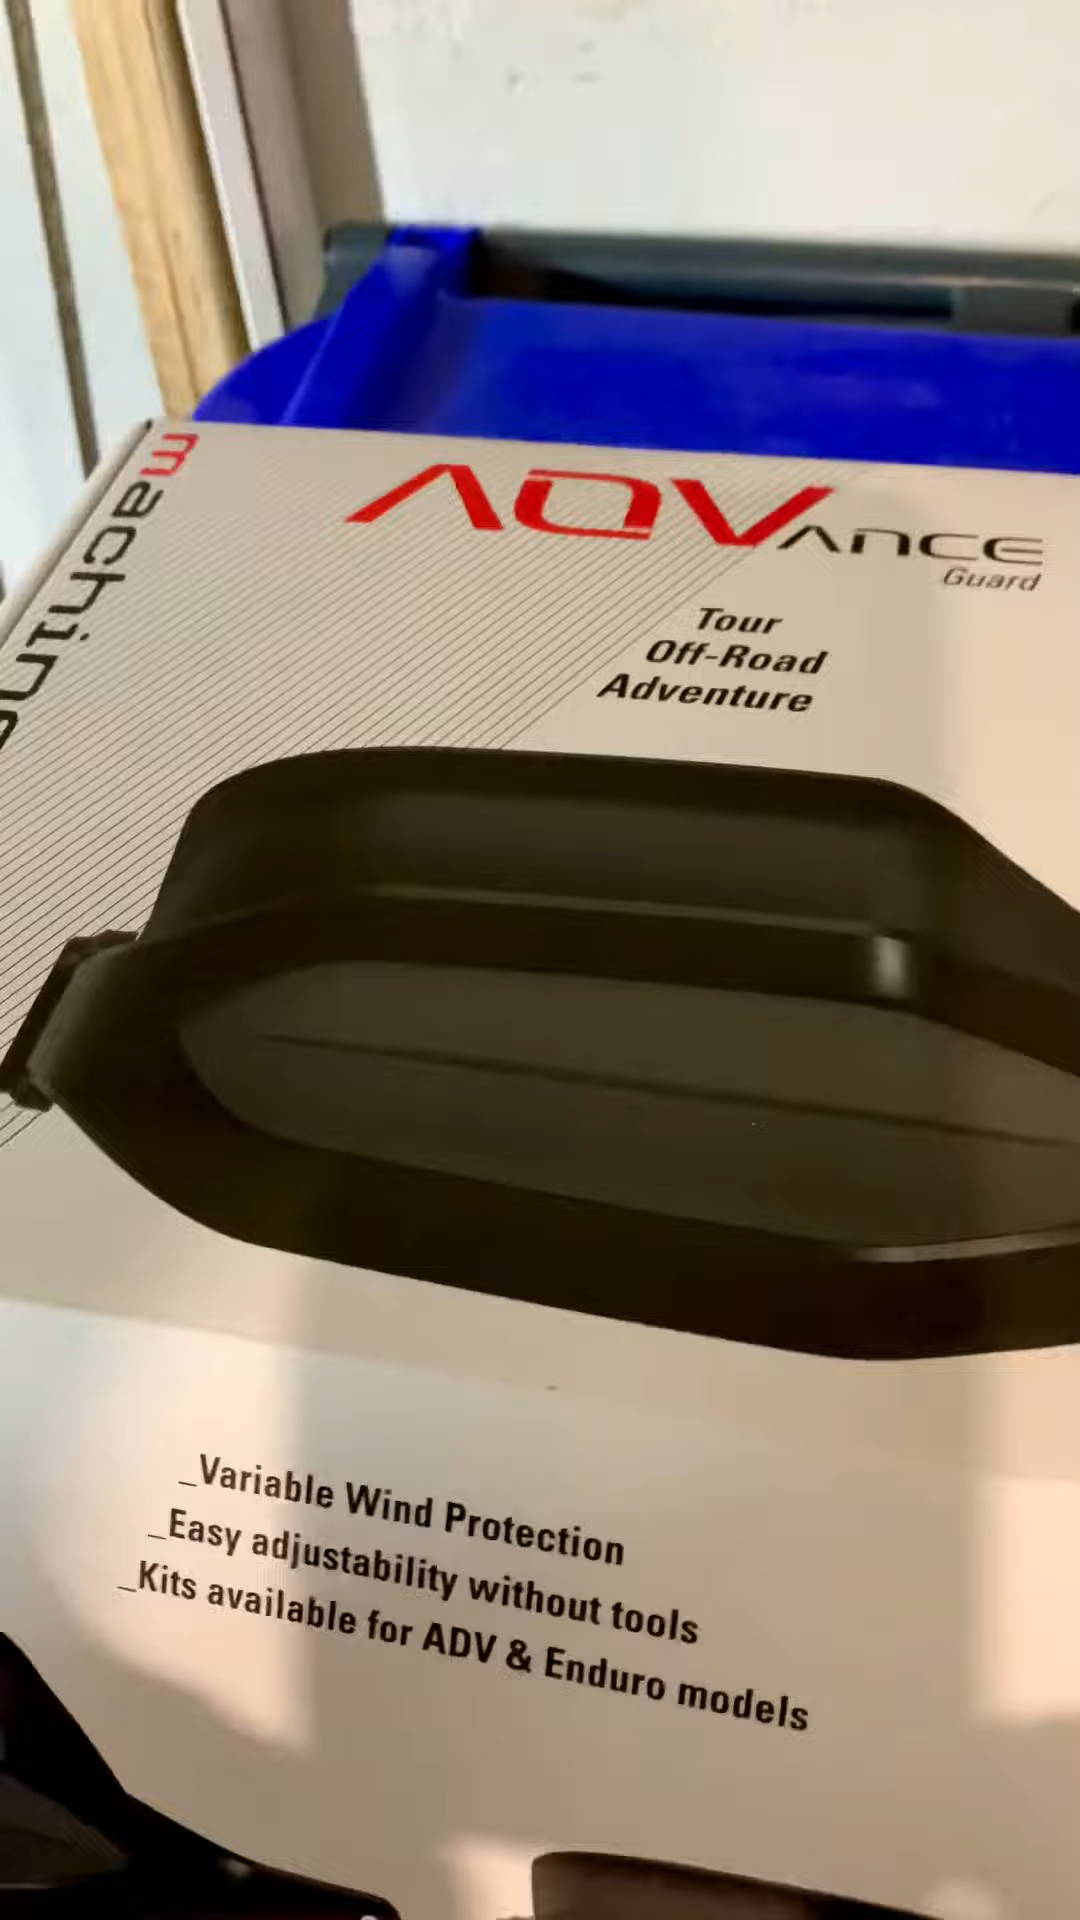 machine
ADVANCE
Guard
Tour
Off-Road
Adventure
_Variable Wind Protection
_Easy adjustability without tools
_Kits available for ADV & Enduro models